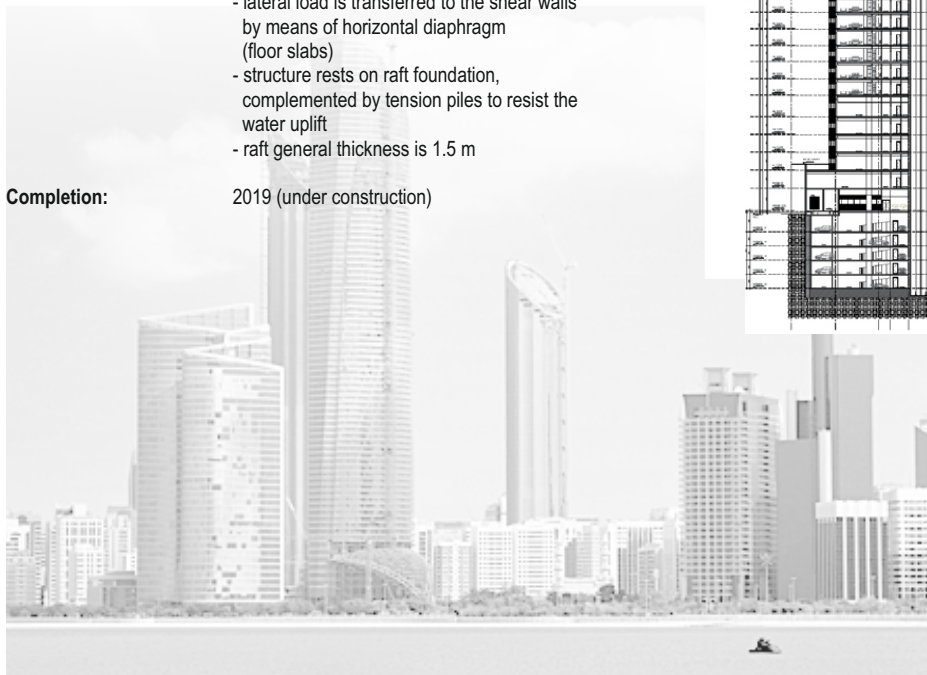 - lateral load is transferred to the shear walls
by means of horizontal diaphragm
(floor slabs)
- structure rests on raft foundation,
complemented by tension piles to resist the
water uplift
- raft general thickness is 1.5 m
Completion: 2019 (under construction)